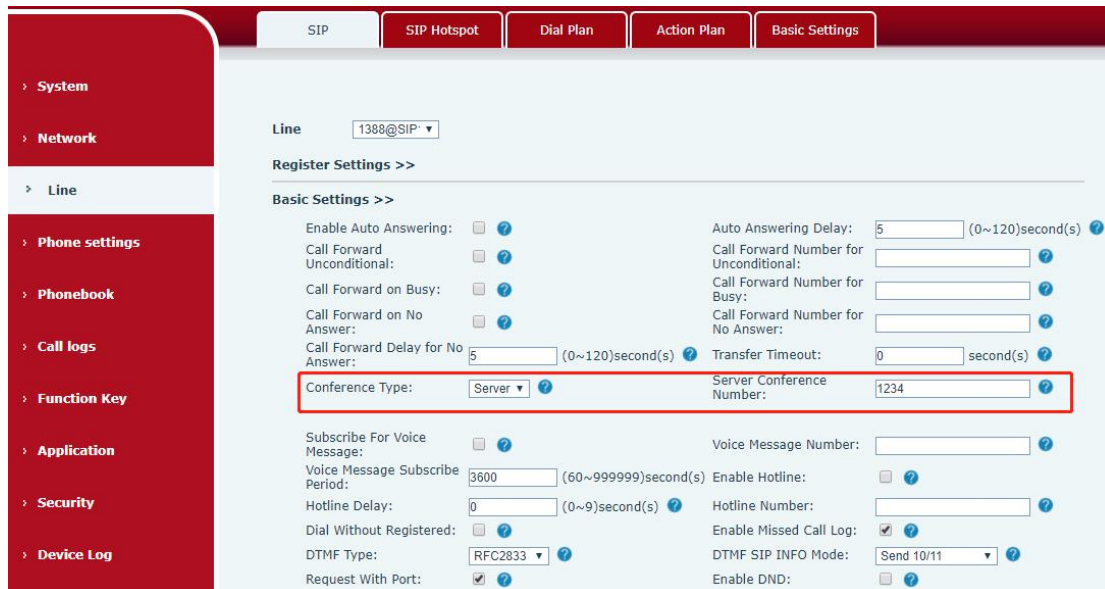 SIP
SIP Hotspot
Dial Plan
Action Plan
Basic Settings
› System
› Network
› Line
› Phone settings
› Phonebook
› Call logs
› Function Key
› Application
› Security
› Device Log
Line 1388@SIP
Register Settings >>
Basic Settings >>
Enable Auto Answering: Auto Answering Delay: 5 (0~120)second(s)
Call Forward Unconditional: Call Forward Number for Unconditional:
Call Forward on Busy: Call Forward Number for Busy:
Call Forward on No Answer: Call Forward Number for No Answer:
Call Forward Delay for No Answer: 5 (0~120)second(s) Transfer Timeout: 0 second(s)
Conference Type: Server Server Conference Number: 1234
Subscribe For Voice Message: Voice Message Number:
Voice Message Subscribe Period: 3600 (60~999999)second(s) Enable Hotline:
Hotline Delay: 0 (0~9)second(s) Hotline Number:
Dial Without Registered: Enable Missed Call Log:
DTMF Type: RFC2833 DTMF SIP INFO Mode: Send 10/11
Request With Port: Enable DND: